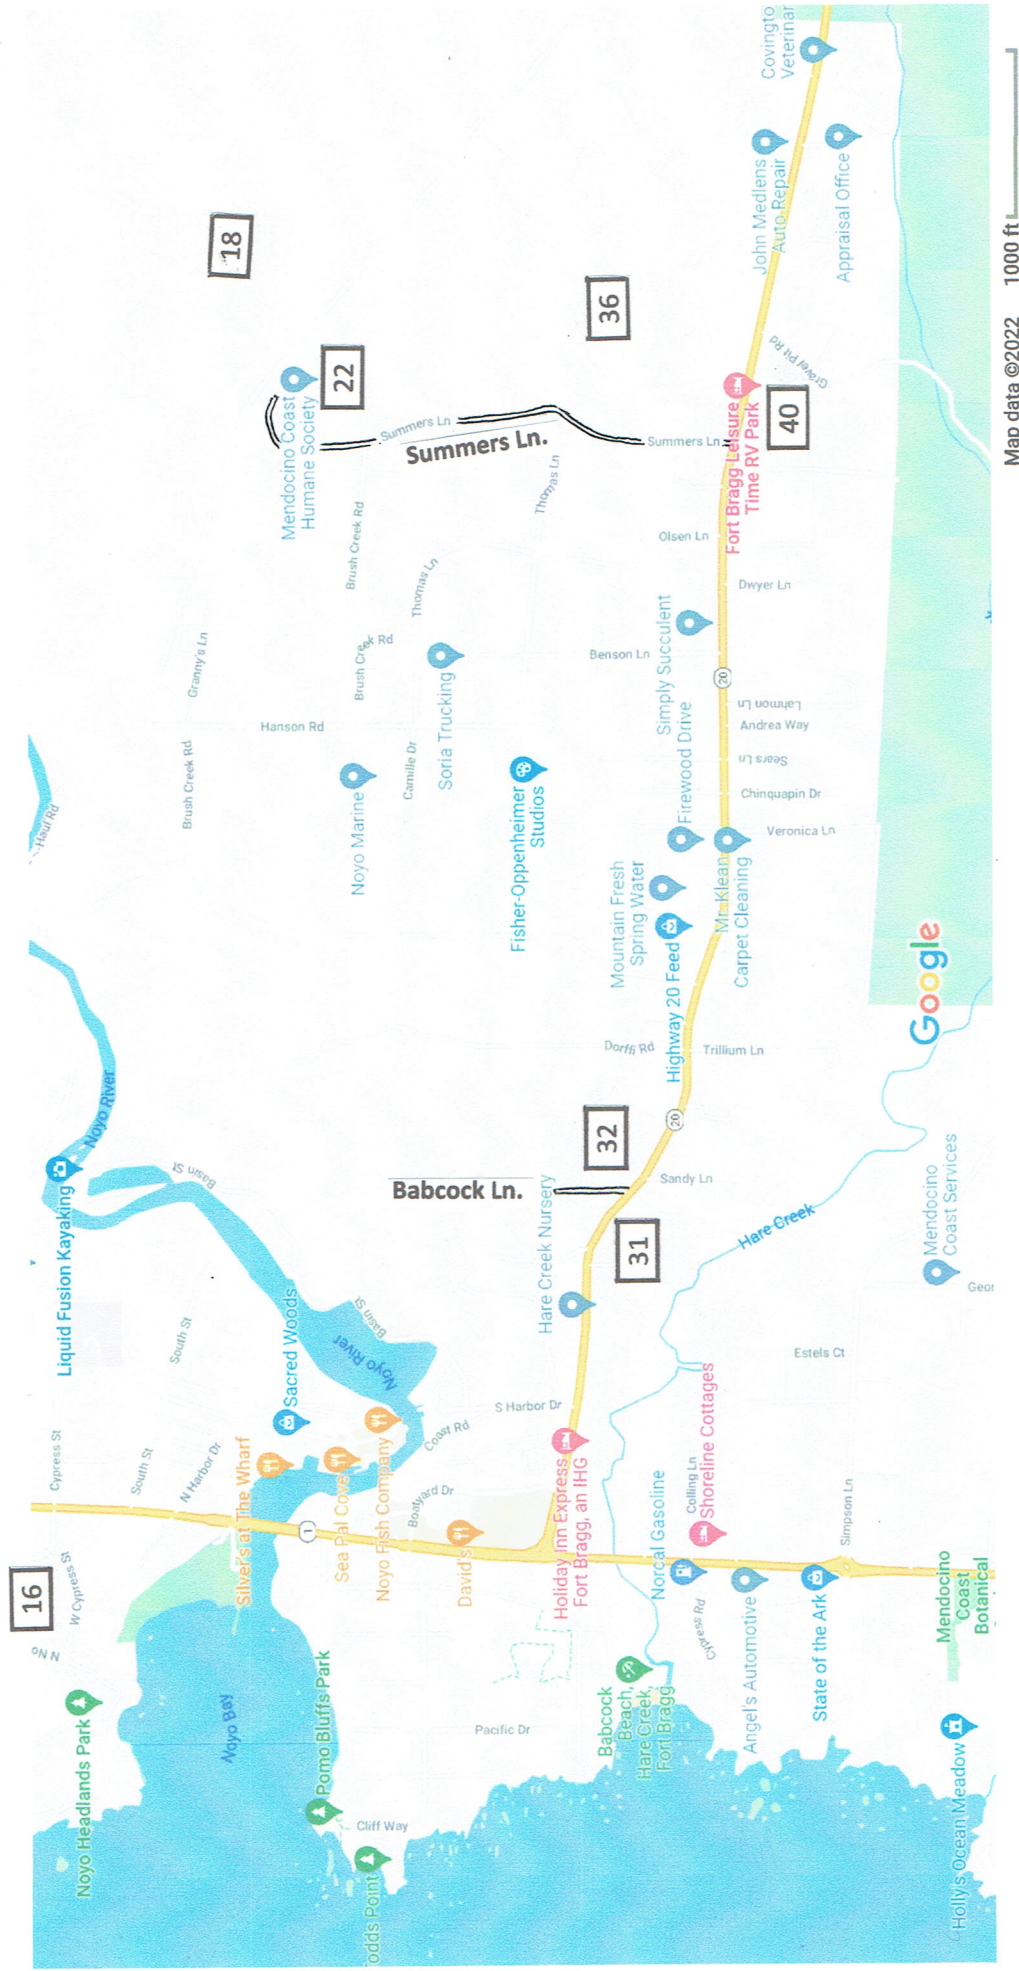 16
18
22
36
40
32
31
Babcock Ln.
Summers Ln.
Noyo Headlands Park
Noyo Bay
Pomo Bluffs Park
odds Point
Cliff Way
Pacific Dr
N No
W Cypress St
Cypress St
South St
N Harbor Dr
South St
Liquid Fusion Kayaking
Noyo River
Basin St
Sacred Woods
Silver's at The Wharf
Sea Pal Cove
Noyo Fish Company
Noyo River
Basin St
Coast Rd
Boatyard Dr
David's
1
S Harbor Dr
Holiday Inn Express
Fort Bragg, an IHG
Hare Creek Nursery
Babcock
Beach,
Hare Creek,
Fort Bragg
Norcal Gasoline
Colling Ln
Shoreline Cottages
Cypress Rd
Angel's Automotive
State of the Ark
Simpson Ln
Estels Ct
Mendocino
Coast
Botanical
Holly's Ocean Meadow
Mendocino
Coast Services
Geor
Hare Creek
Sandy Ln
20
Dorffi Rd
Trillium Ln
Highway 20 Feed
Mountain Fresh
Spring Water
Mr. Klean
Carpet Cleaning
Firewood Drive
Simply Succulent
Veronica Ln
Chinquapin Dr
Sears Ln
Andrea Way
Lahmon Ln
20
Benson Ln
Dwyer Ln
Olsen Ln
Haul Rd
Brush Creek Rd
Granny's Ln
Hanson Rd
Noyo Marine
Camille Dr
Soria Trucking
Brush Creek Rd
Thomas Ln
Brush Creek Rd
Thomas Ln
Fisher-Oppenheimer
Studios
Mendocino Coast
Humane Society
Summers Ln
Summers Ln
Fort Bragg Leisure
Time RV Park
Gravel Pit Rd
John Medlens
Auto Repair
Appraisal Office
Covingto
Veterinar
Google
Map data ©2022
1000 ft